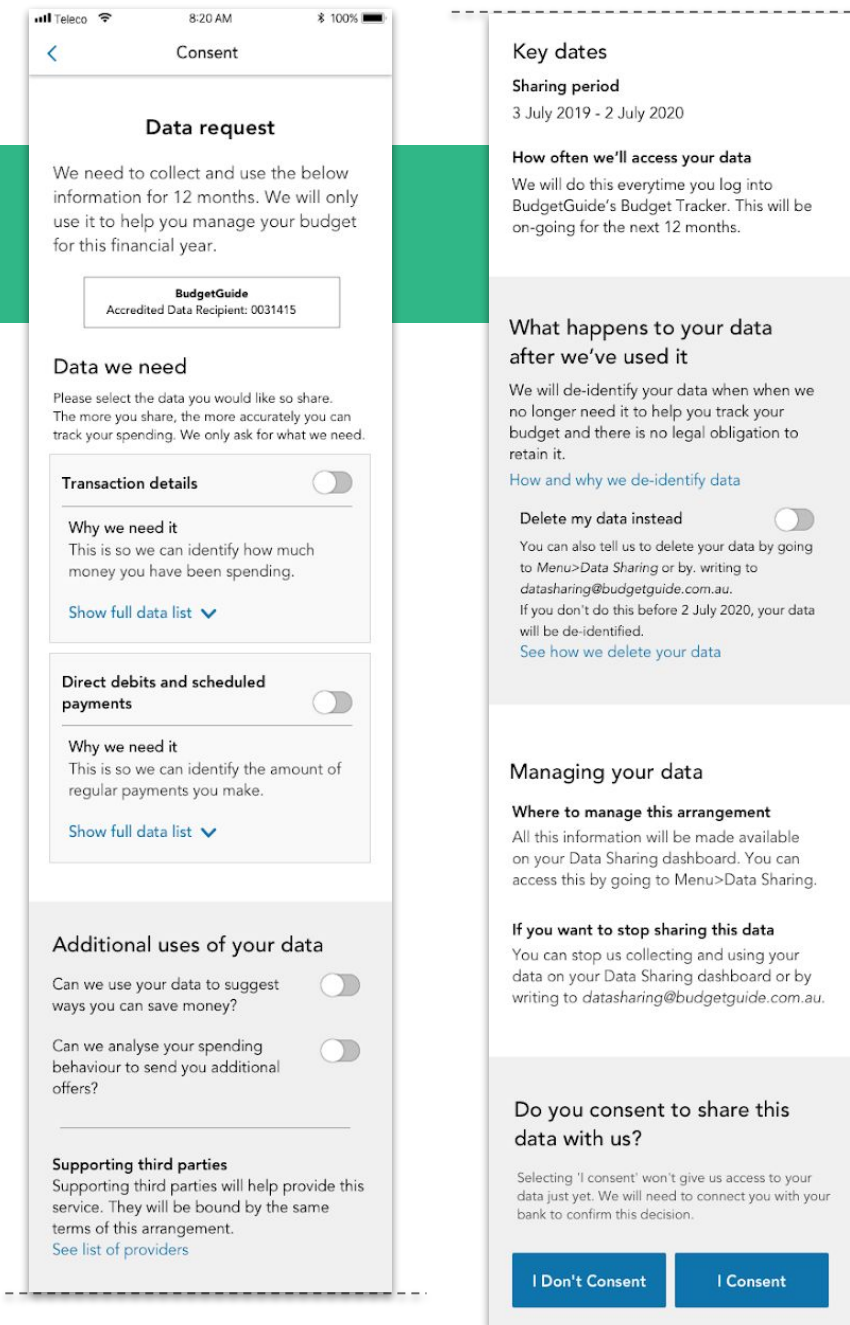 Teleco 8:20 AM 100%
Consent
Data request
We need to collect and use the below
information for 12 months. We will only
use it to help you manage your budget
for this financial year.
BudgetGuide
Accredited Data Recipient: 0031415
Data we need
Please select the data you would like so share.
The more you share, the more accurately you can
track your spending. We only ask for what we need.
Transaction details
Why we need it
This is so we can identify how much
money you have been spending.
Show full data list
Direct debits and scheduled
payments
Why we need it
This is so we can identify the amount of
regular payments you make.
Show full data list
Additional uses of your data
Can we use your data to suggest
ways you can save money?
Can we analyse your spending
behaviour to send you additional
offers?
Supporting third parties
Supporting third parties will help provide this
service. They will be bound by the same
terms of this arrangement.
See list of providers
Key dates
Sharing period
3 July 2019 - 2 July 2020
How often we'll access your data
We will do this everytime you log into
BudgetGuide's Budget Tracker. This will be
on-going for the next 12 months.
What happens to your data
after we've used it
We will de-identify your data when when we
no longer need it to help you track your
budget and there is no legal obligation to
retain it.
How and why we de-identify data
Delete my data instead
You can also tell us to delete your data by going
to Menu>Data Sharing or by. writing to
datasharing@budgetguide.com.au.
If you don't do this before 2 July 2020, your data
will be de-identified.
See how we delete your data
Managing your data
Where to manage this arrangement
All this information will be made available
on your Data Sharing dashboard. You can
access this by going to Menu>Data Sharing.
If you want to stop sharing this data
You can stop us collecting and using your
data on your Data Sharing dashboard or by
writing to datasharing@budgetguide.com.au.
Do you consent to share this
data with us?
Selecting 'I consent' won't give us access to your
data just yet. We will need to connect you with your
bank to confirm this decision.
I Don't Consent
I Consent